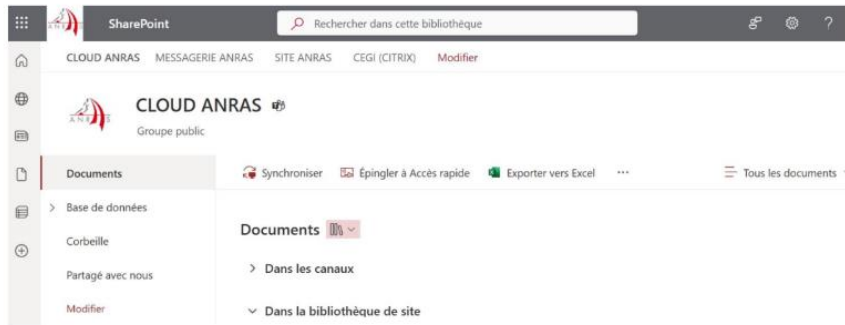 SharePoint
Rechercher dans cette bibliothèque
?
CLOUD ANRAS MESSAGERIE ANRAS SITE ANRAS CEGI (CITRIX) Modifier
ANRAS
CLOUD ANRAS
Groupe public
Documents
Synchroniser Épingler à Accès rapide Exporter vers Excel ... Tous les documents
Base de données
Corbeille
Partagé avec nous
Modifier
Documents
Dans les canaux
Dans la bibliothèque de site